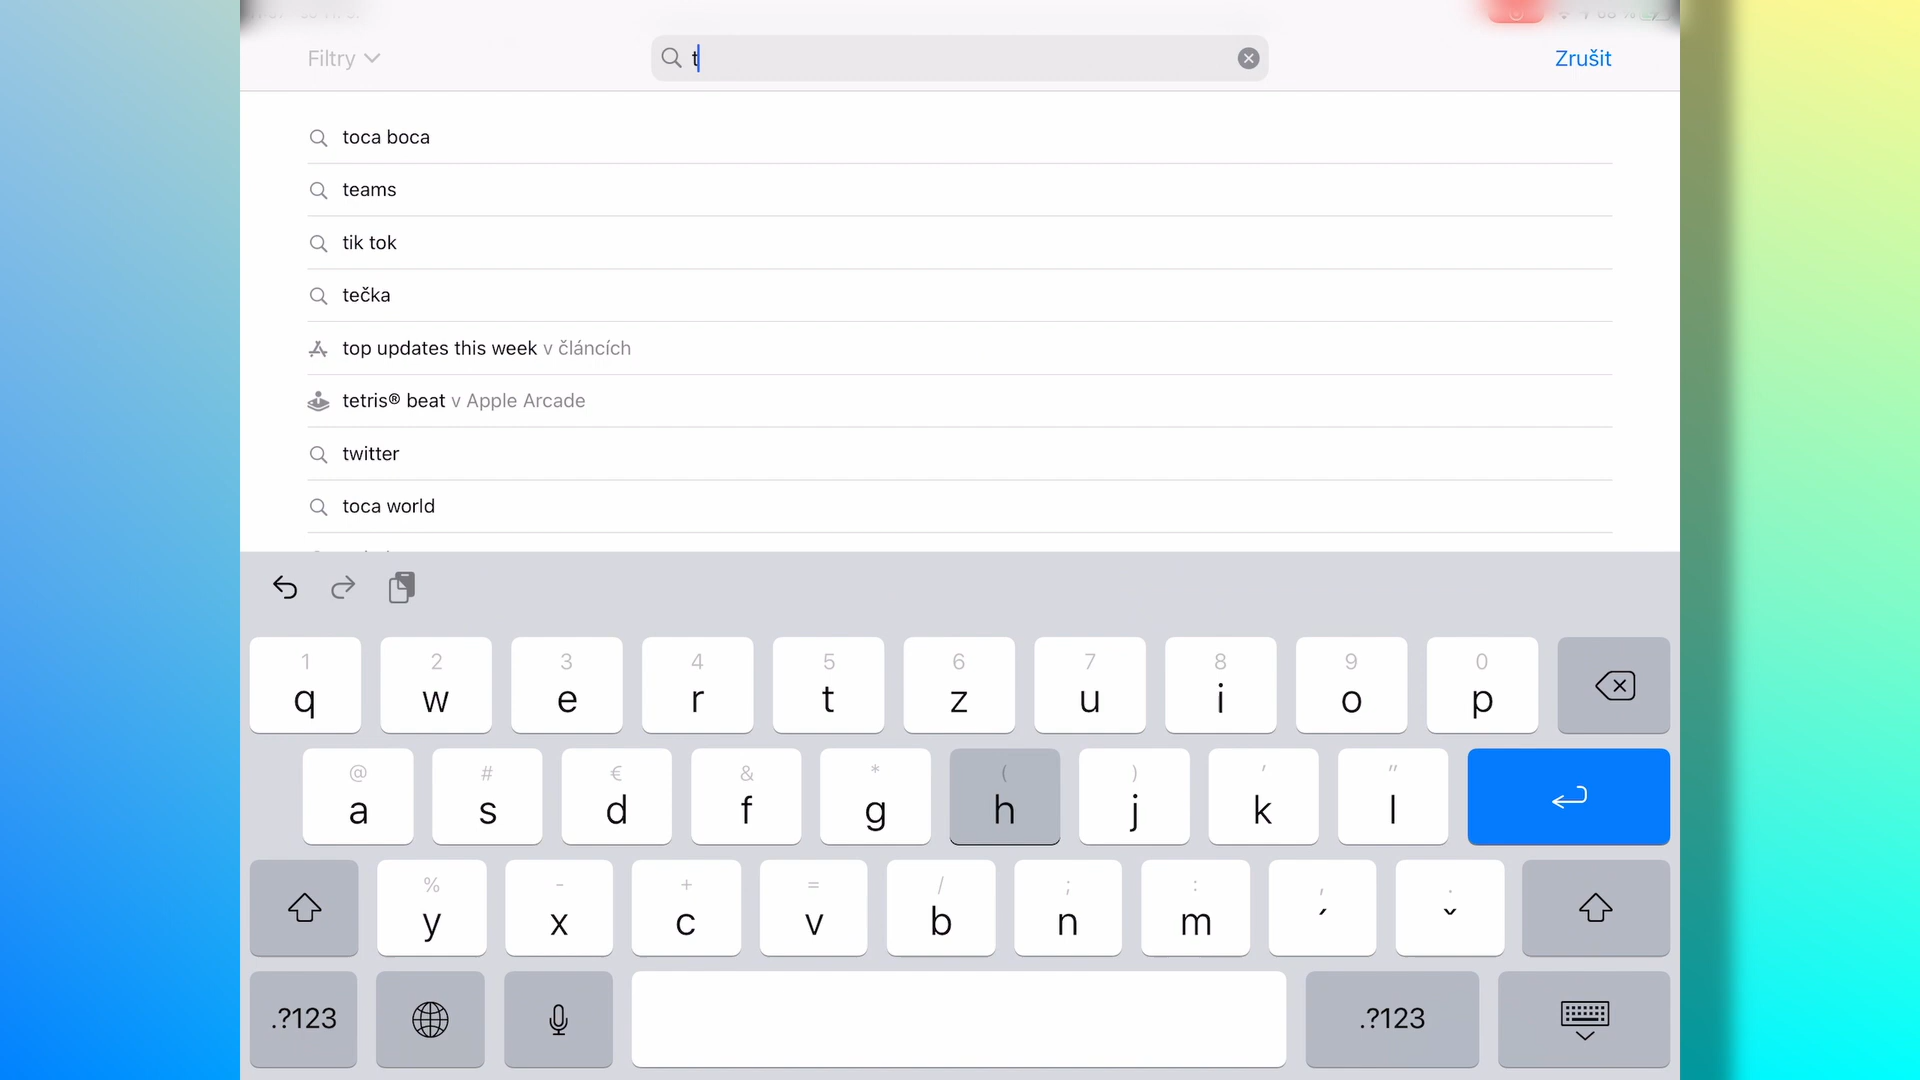 Filtry
t
Zrušit
toca boca
teams
tik tok
tečka
top updates this week v článcích
tetris® beat v Apple Arcade
twitter
toca world
1 2 3 4 5 6 7 8 9 0
q w e r t z u i o p
@ # € & * ( ) ' "
a s d f g h j k l
% - + = / ; : , .
y x c v b n m ´ ˇ
.?123 .?123